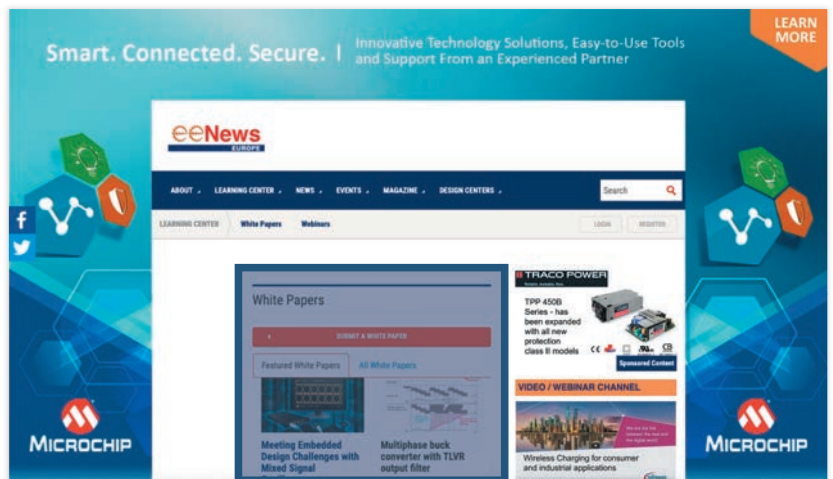 LEARN
MORE
Smart. Connected. Secure. | Innovative Technology Solutions, Easy-to-Use Tools
and Support From an Experienced Partner
eeNews
EUROPE
ABOUT LEARNING CENTER NEWS EVENTS MAGAZINE DESIGN CENTERS Search
LEARNING CENTER White Papers Webinars LOGIN REGISTER
f
White Papers
SUBMIT A WHITE PAPER
Featured White Papers All White Papers
Meeting Embedded
Design Challenges with
Mixed Signal
Multiphase buck
converter with TLVR
output filter
TRACO POWER
TPP 450B
Series - has
been expanded
with all new
protection
class II models
CE
CB
Sponsored Content
VIDEO / WEBINAR CHANNEL
Wireless Charging for consumer
and industrial applications
infineon
MICROCHIP
MICROCHIP